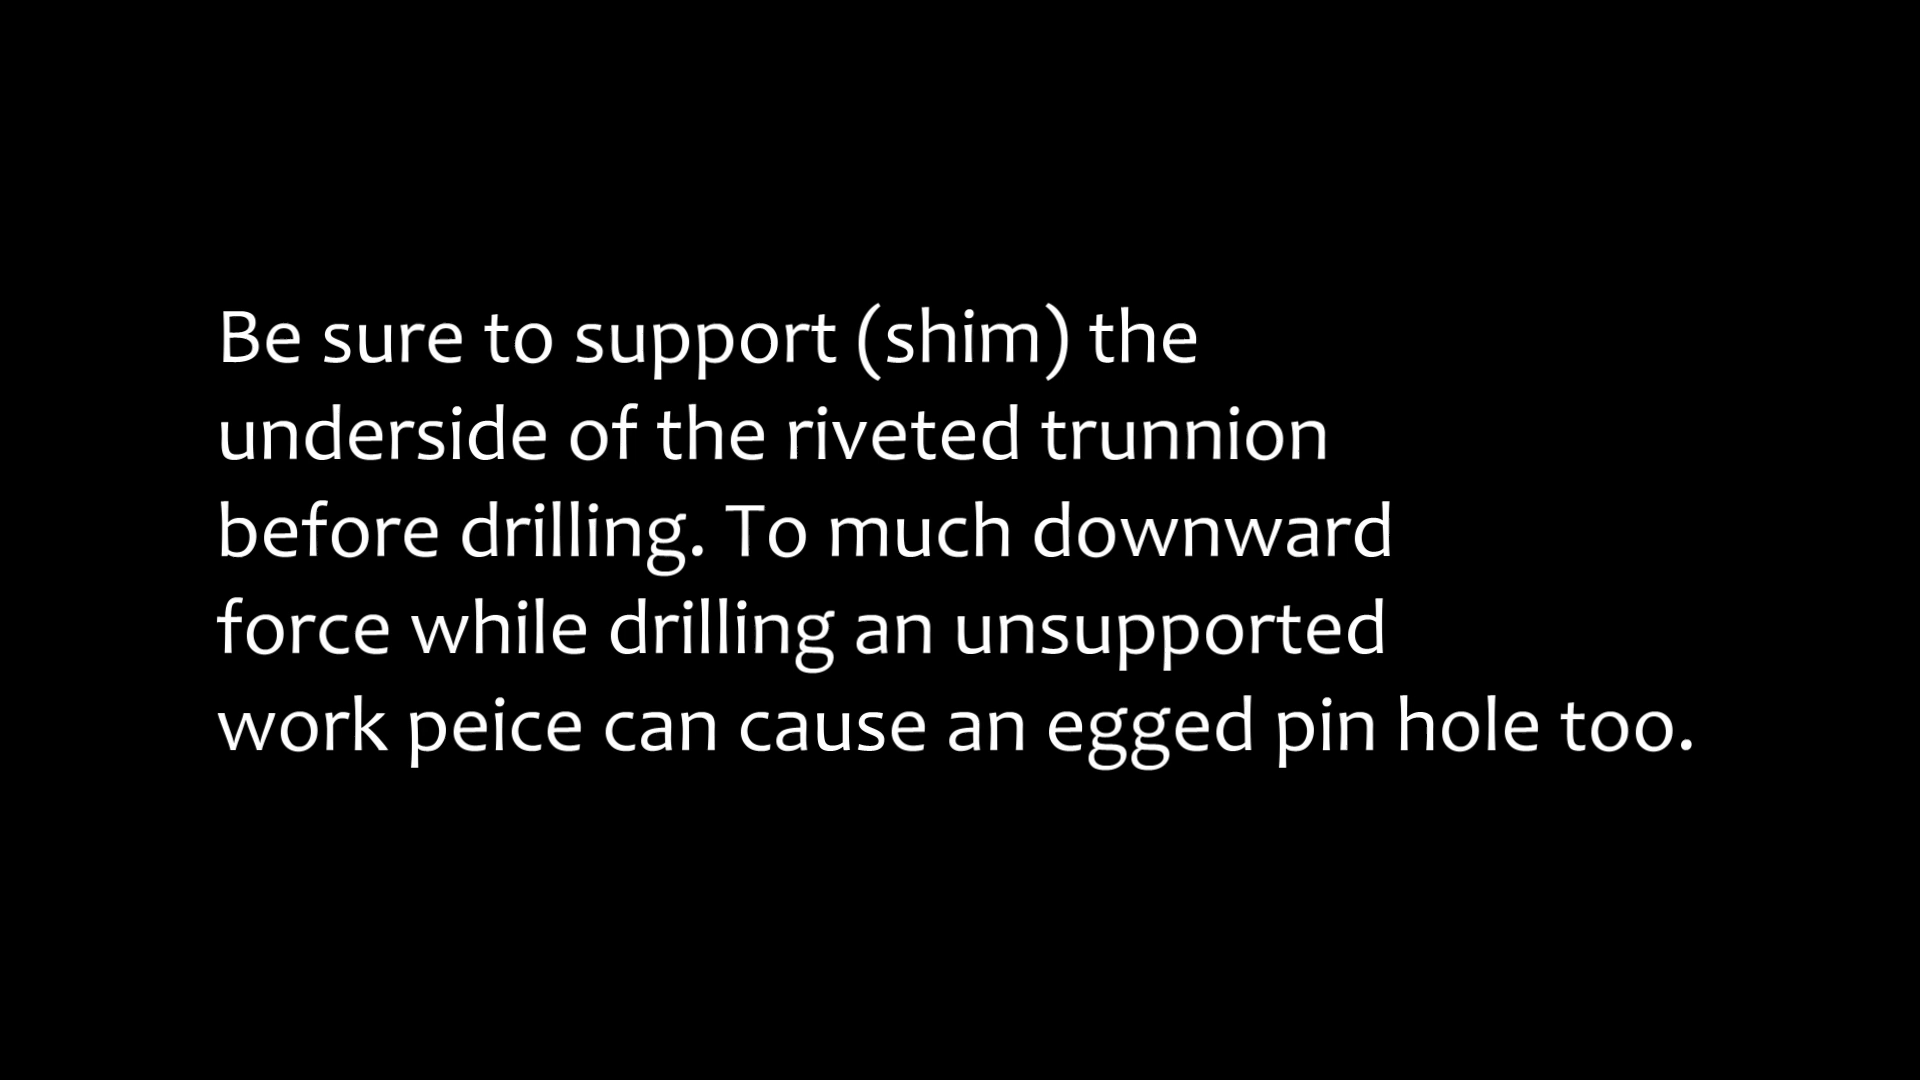 Be sure to support (shim) the
underside of the riveted trunnion
before drilling. To much downward
force while drilling an unsupported
work peice can cause an egged pin hole too.